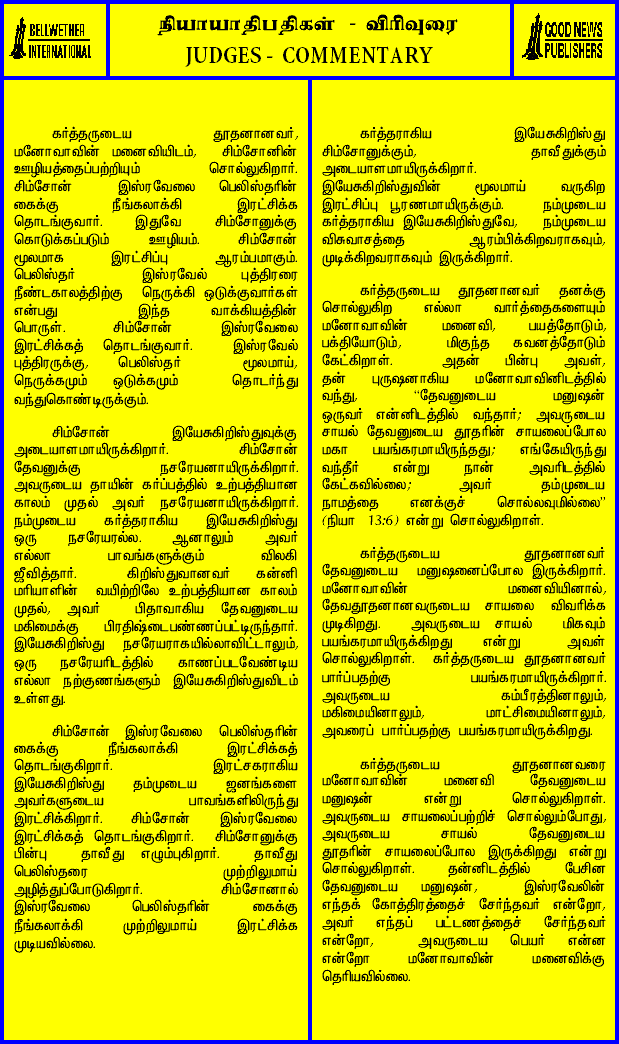 BELLWETHER
INTERNATIONAL
நியாயாதிபதிகள் - விரிவுரை
JUDGES - COMMENTARY
GOOD NEWS
PUBLISHERS
கர்த்தருடைய தூதனானவர்,
மனோவாவின் மனைவியிடம், சிம்சோனின்
ஊழியத்தைப்பற்றியும் சொல்லுகிறார்.
சிம்சோன் இஸ்ரவேலை பெலிஸ்தரின்
கைக்கு நீங்கலாக்கி இரட்சிக்க
தொடங்குவார். இதுவே சிம்சோனுக்கு
கொடுக்கப்படும் ஊழியம். சிம்சோன்
மூலமாக இரட்சிப்பு ஆரம்பமாகும்.
பெலிஸ்தர் இஸ்ரவேல் புத்திரரை
நீண்டகாலத்திற்கு நெருக்கி ஒடுக்குவார்கள்
என்பது இந்த வாக்கியத்தின்
பொருள். சிம்சோன் இஸ்ரவேலை
இரட்சிக்கத் தொடங்குவார். இஸ்ரவேல்
புத்திரருக்கு, பெலிஸ்தர் மூலமாய்,
நெருக்கமும் ஒடுக்கமும் தொடர்ந்து
வந்துகொண்டிருக்கும்.
சிம்சோன் இயேசுகிறிஸ்துவுக்கு
அடையாளமாயிருக்கிறார். சிம்சோன்
தேவனுக்கு நசரேயனாயிருக்கிறார்.
அவருடைய தாயின் கர்ப்பத்தில் உற்பத்தியான
காலம் முதல் அவர் நசரேயனாயிருக்கிறார்.
நம்முடைய கர்த்தராகிய இயேசுகிறிஸ்து
ஒரு நசரேயரல்ல. ஆனாலும் அவர்
எல்லா பாவங்களுக்கும் விலகி
ஜீவித்தார். கிறிஸ்துவானவர் கன்னி
மரியாளின் வயிற்றிலே உற்பத்தியான காலம்
முதல், அவர் பிதாவாகிய தேவனுடைய
மகிமைக்கு பிரதிஷ்டைபண்ணப்பட்டிருந்தார்.
இயேசுகிறிஸ்து நசரேயராகயில்லாவிட்டாலும்,
ஒரு நசரேயரிடத்தில் காணப்படவேண்டிய
எல்லா நற்குணங்களும் இயேசுகிறிஸ்துவிடம்
உள்ளது.
சிம்சோன் இஸ்ரவேலை பெலிஸ்தரின்
கைக்கு நீங்கலாக்கி இரட்சிக்கத்
தொடங்குகிறார். இரட்சகராகிய
இயேசுகிறிஸ்து தம்முடைய ஜனங்களை
அவர்களுடைய பாவங்களிலிருந்து
இரட்சிக்கிறார். சிம்சோன் இஸ்ரவேலை
இரட்சிக்கத் தொடங்குகிறார். சிம்சோனுக்கு
பின்பு தாவீது எழும்புகிறார். தாவீது
பெலிஸ்தரை முற்றிலுமாய்
அழித்துப்போடுகிறார். சிம்சோனால்
இஸ்ரவேலை பெலிஸ்தரின் கைக்கு
நீங்கலாக்கி முற்றிலுமாய் இரட்சிக்க
முடியவில்லை.
கர்த்தராகிய இயேசுகிறிஸ்து
சிம்சோனுக்கும், தாவீதுக்கும்
அடையாளமாயிருக்கிறார்.
இயேசுகிறிஸ்துவின் மூலமாய் வருகிற
இரட்சிப்பு பூரணமாயிருக்கும். நம்முடைய
கர்த்தராகிய இயேசுகிறிஸ்துவே, நம்முடைய
விசுவாசத்தை ஆரம்பிக்கிறவராகவும்,
முடிக்கிறவராகவும் இருக்கிறார்.
கர்த்தருடைய தூதனானவர் தனக்கு
சொல்லுகிற எல்லா வார்த்தைகளையும்
மனோவாவின் மனைவி, பயத்தோடும்,
பக்தியோடும், மிகுந்த கவனத்தோடும்
கேட்கிறாள். அதன் பின்பு அவள்,
தன் புருஷனாகிய மனோவாவினிடத்தில்
வந்து, "தேவனுடைய மனுஷன்
ஒருவர் என்னிடத்தில் வந்தார்; அவருடைய
சாயல் தேவனுடைய தூதரின் சாயலைப்போல
மகா பயங்கரமாயிருந்தது; எங்கேயிருந்து
வந்தீர் என்று நான் அவரிடத்தில்
கேட்கவில்லை; அவர் தம்முடைய
நாமத்தை எனக்குச் சொல்லவுமில்லை"
(நியா 13:6) என்று சொல்லுகிறாள்.
கர்த்தருடைய தூதனானவர்
தேவனுடைய மனுஷனைப்போல இருக்கிறார்.
மனோவாவின் மனைவியினால்,
தேவதூதனானவருடைய சாயலை விவரிக்க
முடிகிறது. அவருடைய சாயல் மிகவும்
பயங்கரமாயிருக்கிறது என்று அவள்
சொல்லுகிறாள். கர்த்தருடைய தூதனானவர்
பார்ப்பதற்கு பயங்கரமாயிருக்கிறார்.
அவருடைய கம்பீரத்தினாலும்,
மகிமையினாலும், மாட்சிமையினாலும்,
அவரைப் பார்ப்பதற்கு பயங்கரமாயிருக்கிறது.
கர்த்தருடைய தூதனானவரை
மனோவாவின் மனைவி தேவனுடைய
மனுஷன் என்று சொல்லுகிறாள்.
அவருடைய சாயலைப்பற்றிச் சொல்லும்போது,
அவருடைய சாயல் தேவனுடைய
தூதரின் சாயலைப்போல இருக்கிறது என்று
சொல்லுகிறாள். தன்னிடத்தில் பேசின
தேவனுடைய மனுஷன், இஸ்ரவேலின்
எந்தக் கோத்திரத்தைச் சேர்ந்தவர் என்றோ,
அவர் எந்தப் பட்டணத்தைச் சேர்ந்தவர்
என்றோ, அவருடைய பெயர் என்ன
என்றோ மனோவாவின் மனைவிக்கு
தெரியவில்லை.